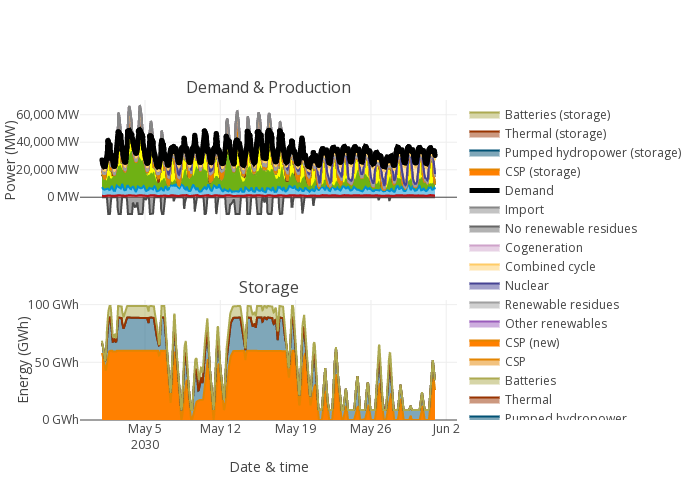 Demand & Production
Power (MW)
60,000 MW
40,000 MW
20,000 MW
0 MW
Storage
Energy (GWh)
100 GWh
50 GWh
0 GWh
May 5
2030
May 12
May 19
May 26
Jun 2
Date & time
Batteries (storage)
Thermal (storage)
Pumped hydropower (storage)
CSP (storage)
Demand
Import
No renewable residues
Cogeneration
Combined cycle
Nuclear
Renewable residues
Other renewables
CSP (new)
CSP
Batteries
Thermal
Pumped hydropower